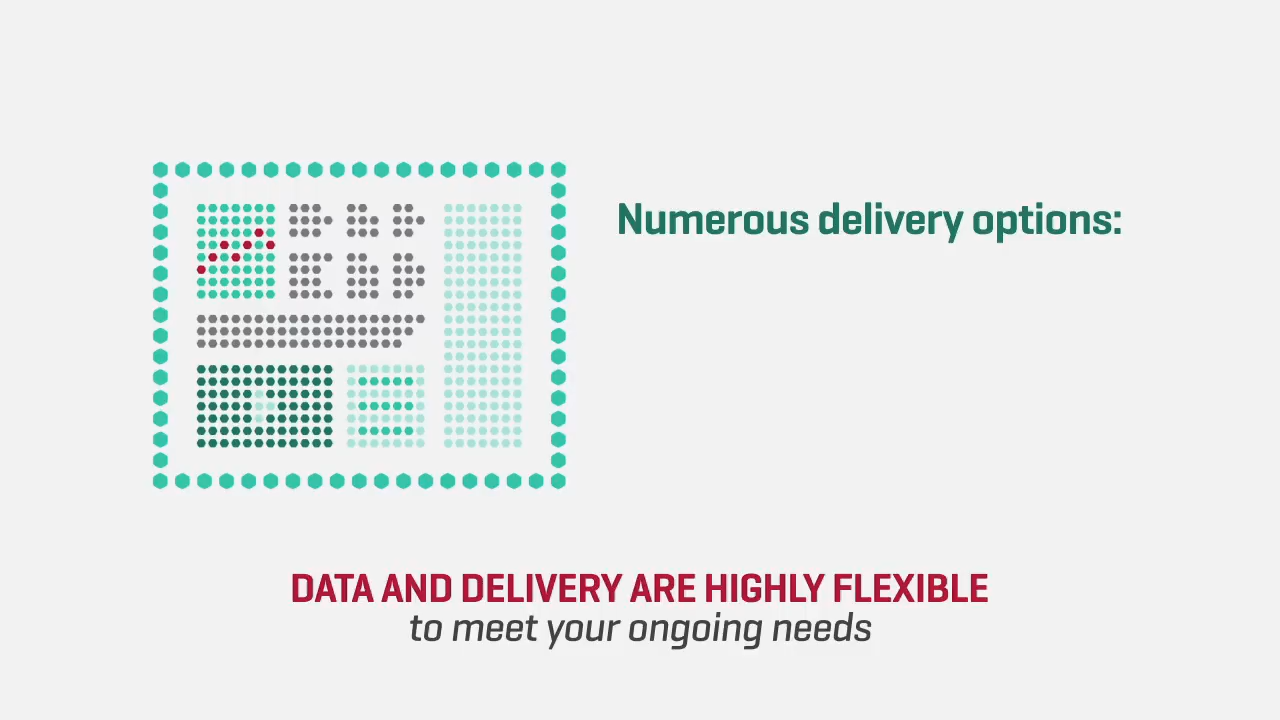 Numerous delivery options:
DATA AND DELIVERY ARE HIGHLY FLEXIBLE
to meet your ongoing needs